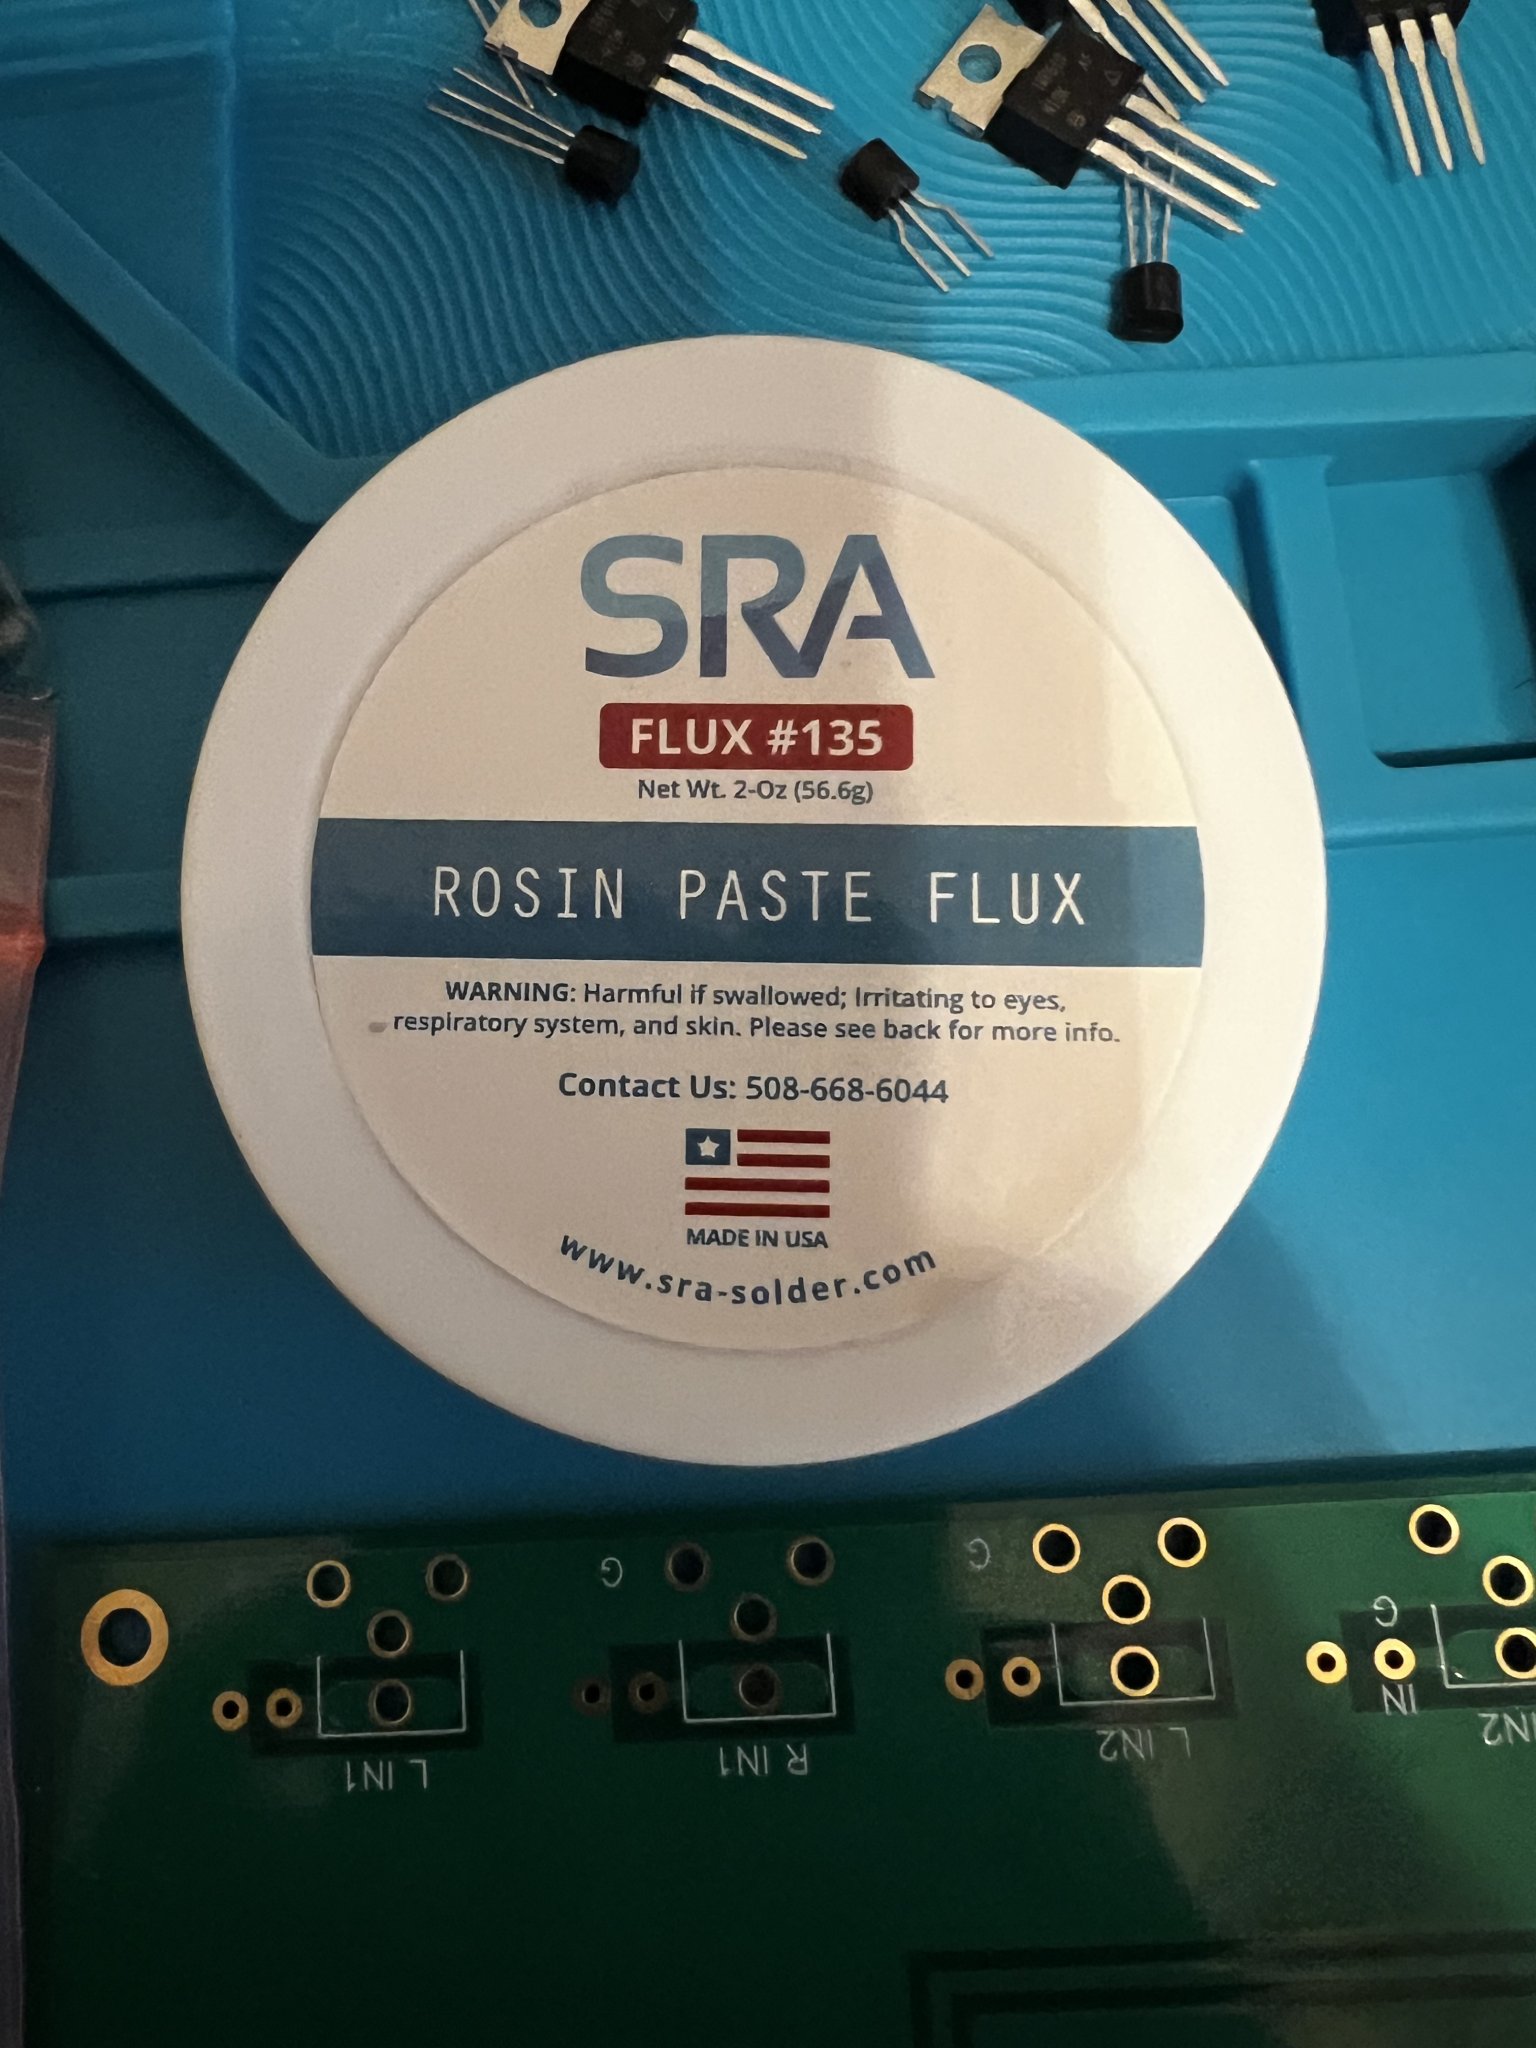 SRA
FLUX #135
Net Wt. 2-Oz (56.6g)
ROSIN PASTE FLUX
WARNING: Harmful if swallowed; Irritating to eyes,
respiratory system, and skin. Please see back for more info.
Contact Us: 508-668-6044
MADE IN USA
www.sra-solder.com
G
G
G
IN
L IN1
R IN1
L IN2
IN2